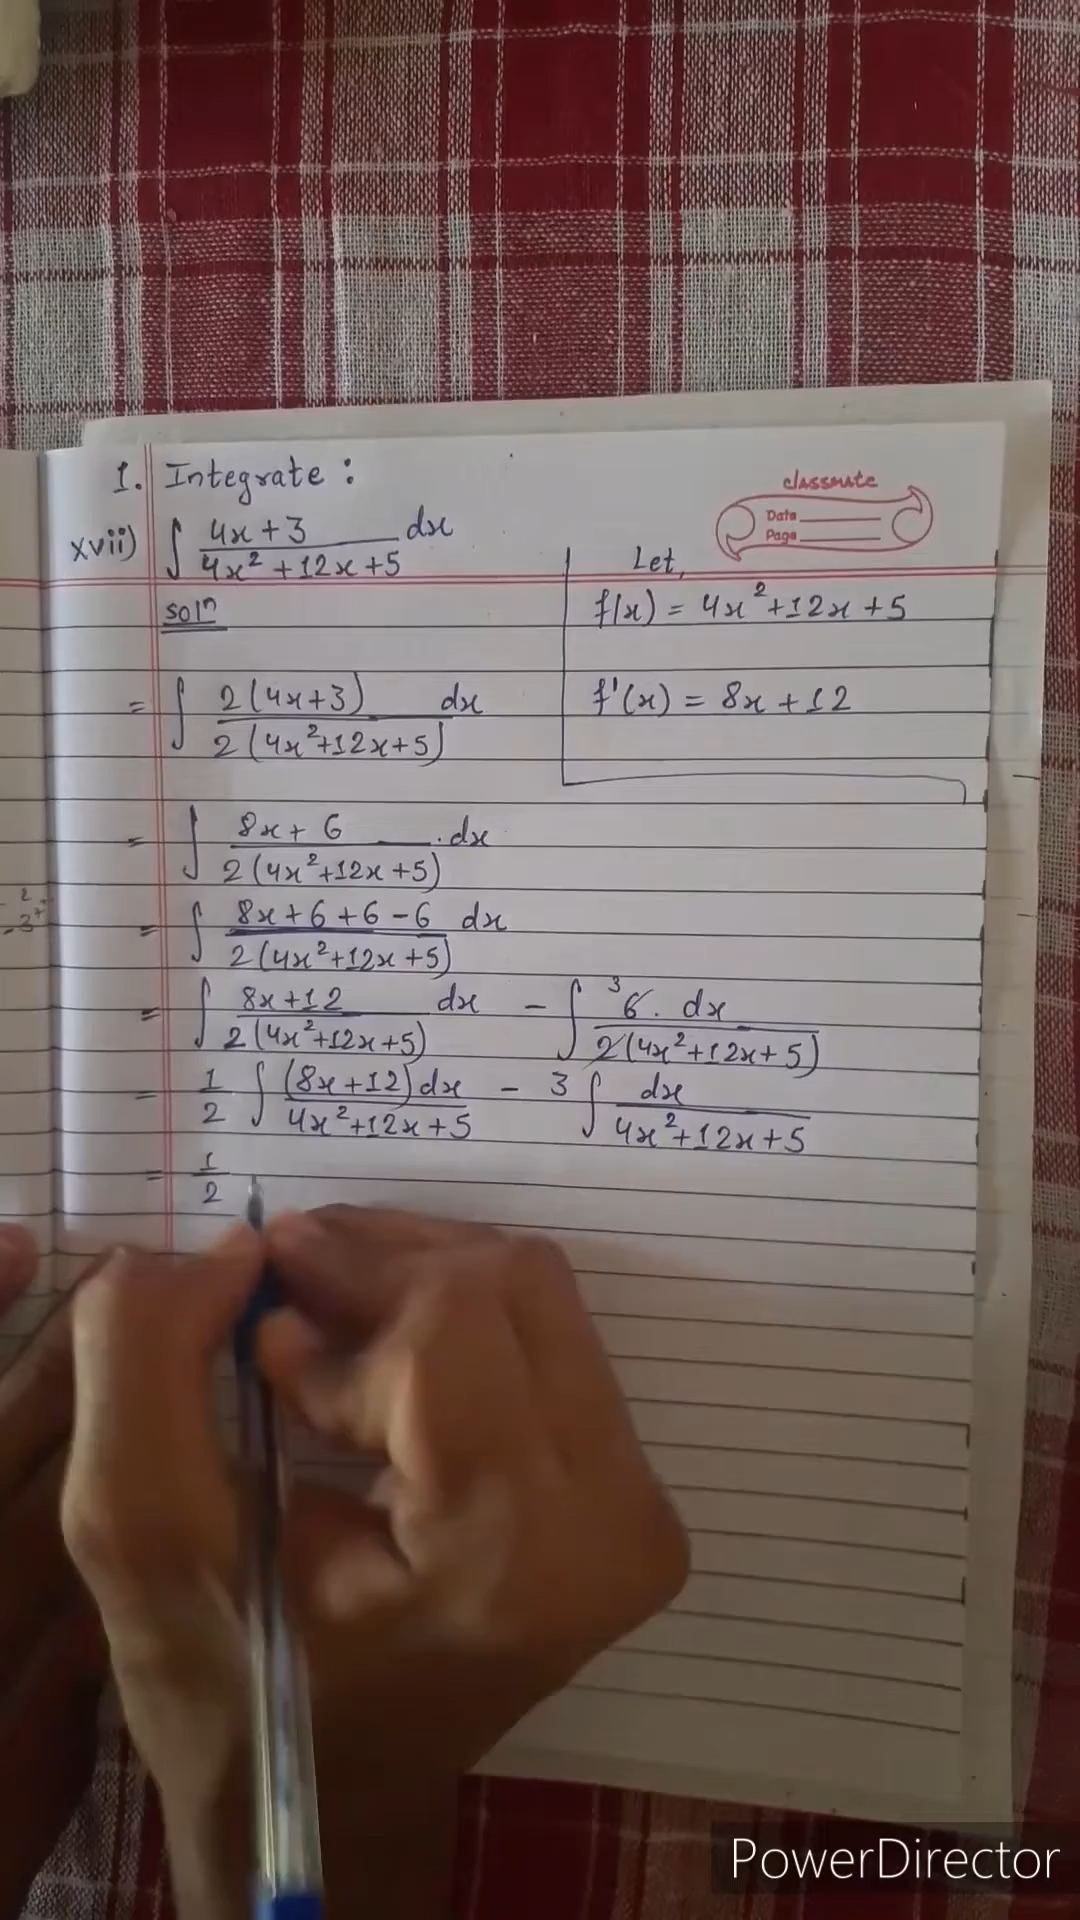 1. Integrate :
classmate
Date
Page
xvii) ∫ (4x+3)/(4x²+12x+5) dx
Let,
f(x) = 4x²+12x+5
f'(x) = 8x+12
solⁿ
= ∫ 2(4x+3)/2(4x²+12x+5) dx
= ∫ 8x+6/2(4x²+12x+5) . dx
= ∫ 8x+6+6-6/2(4x²+12x+5) dx
= ∫ 8x+12/2(4x²+12x+5) dx - ∫ ³6. dx/2(4x²+12x+5)
= 1/2 ∫ (8x+12)dx/4x²+12x+5 - 3 ∫ dx/4x²+12x+5
= 1/2
PowerDirector